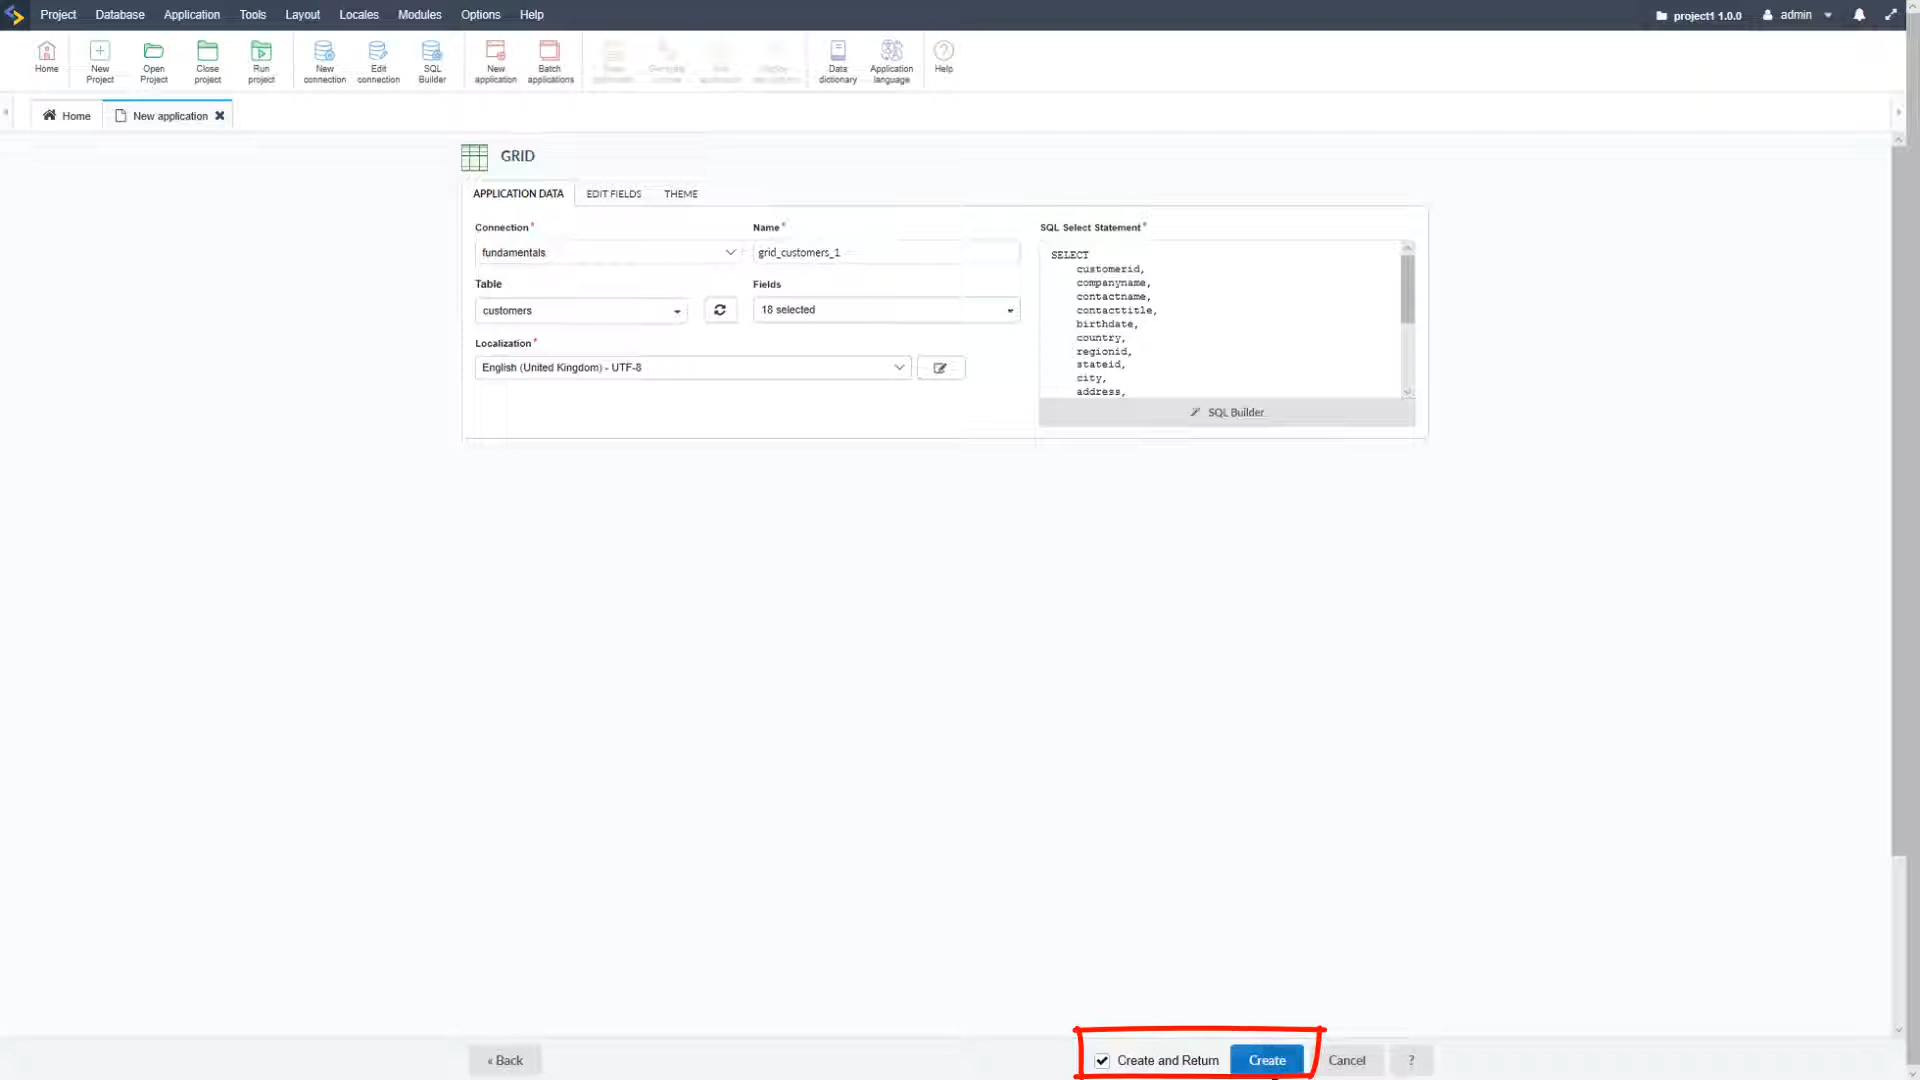 Project Database Application Tools Layout Locales Modules Options Help project1 1.0.0 admin
Home New Project Open Project Close project Run project New connection Edit connection SQL Builder New application Batch applications Data dictionary Application language Help
Home New application
GRID
APPLICATION DATA EDIT FIELDS THEME
Connection * Name * SQL Select Statement *
fundamentals grid_customers_1
Table Fields
customers 18 selected
Localization *
English (United Kingdom) - UTF-8
SELECT
customerid,
companyname,
contactname,
contacttitle,
birthdate,
country,
regionid,
stateid,
city,
address,
SQL Builder
« Back Create and Return Create Cancel ?